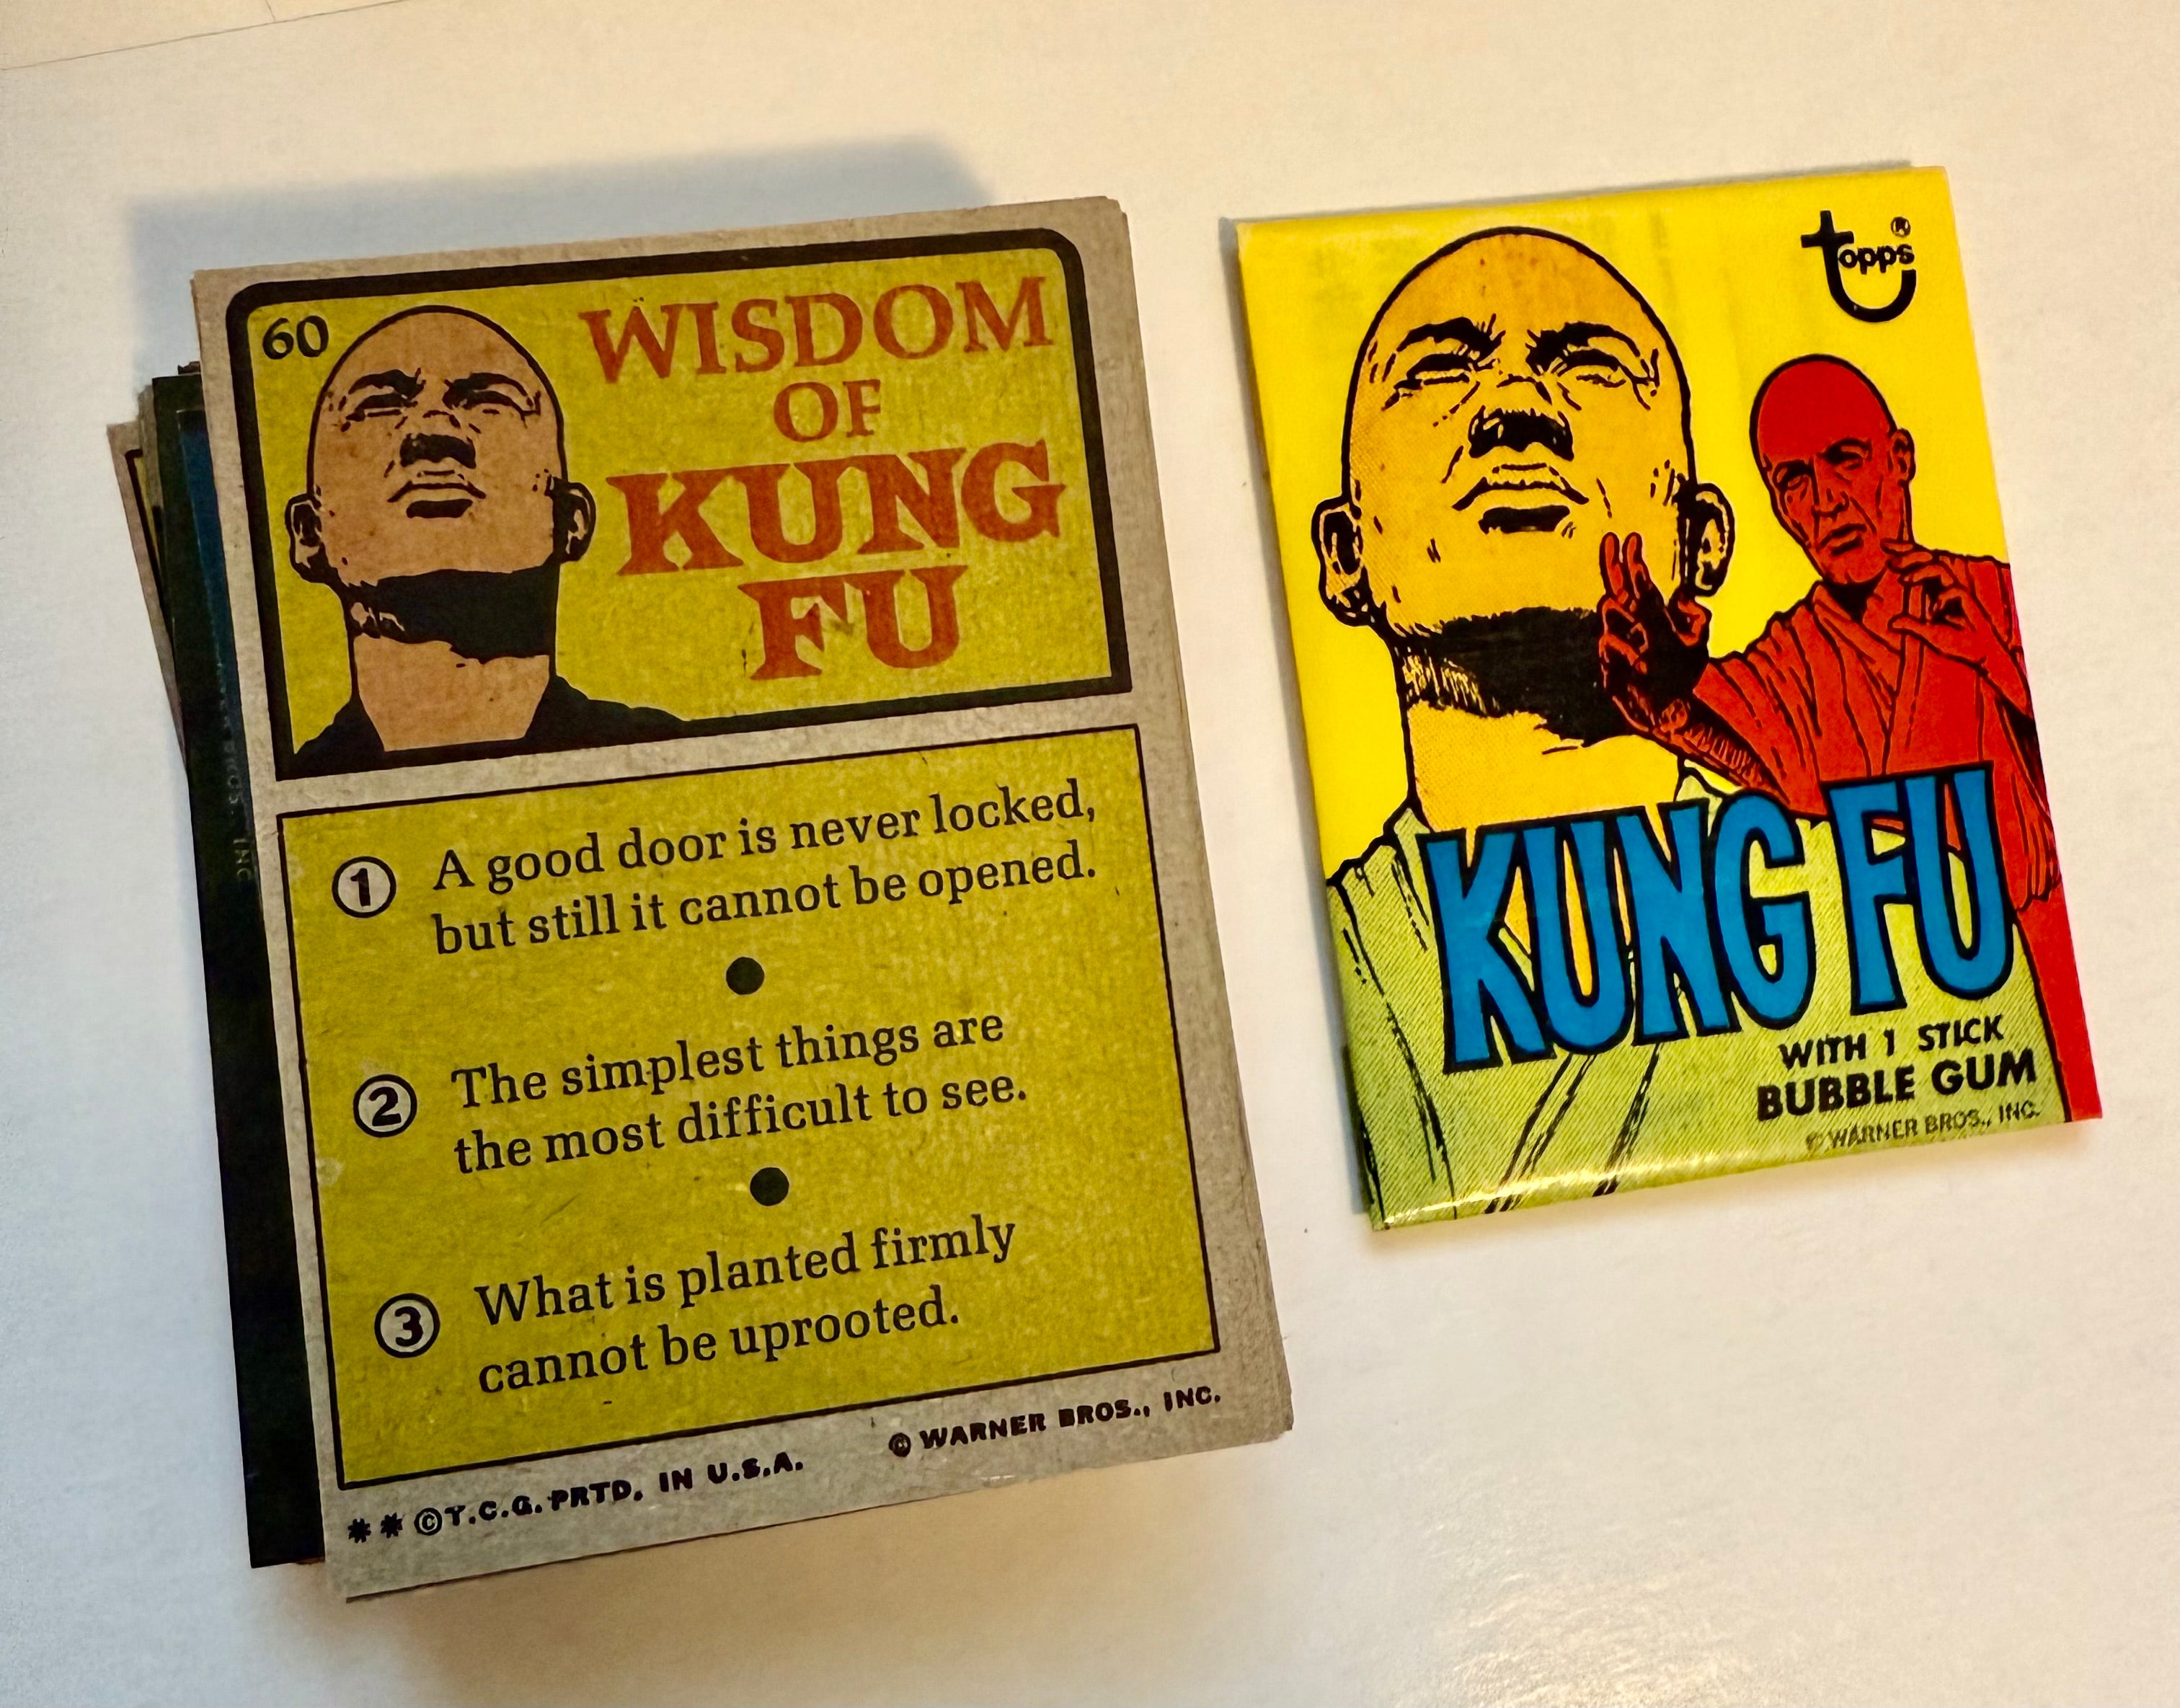 60
WISDOM
OF
KUNG
FU
1 A good door is never locked,
but still it cannot be opened.
2 The simplest things are
the most difficult to see.
3 What is planted firmly
cannot be uprooted.
** ©T.C.G. PRTD. IN U.S.A. © WARNER BROS., INC.
BROS. INC
topps®
KUNG FU
WITH 1 STICK
BUBBLE GUM
© WARNER BROS., INC.